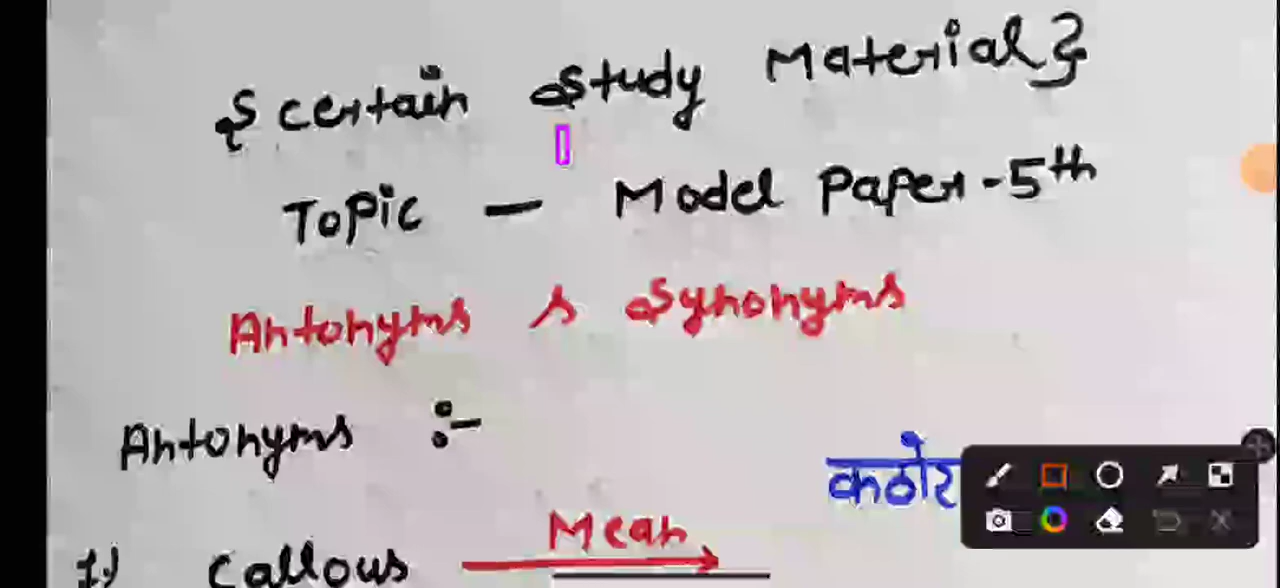 { Certain Study Material }
Topic - Model Paper - 5th
Antonyms & Synonyms
Antonyms :-
कठोर
1.) Callous Mean